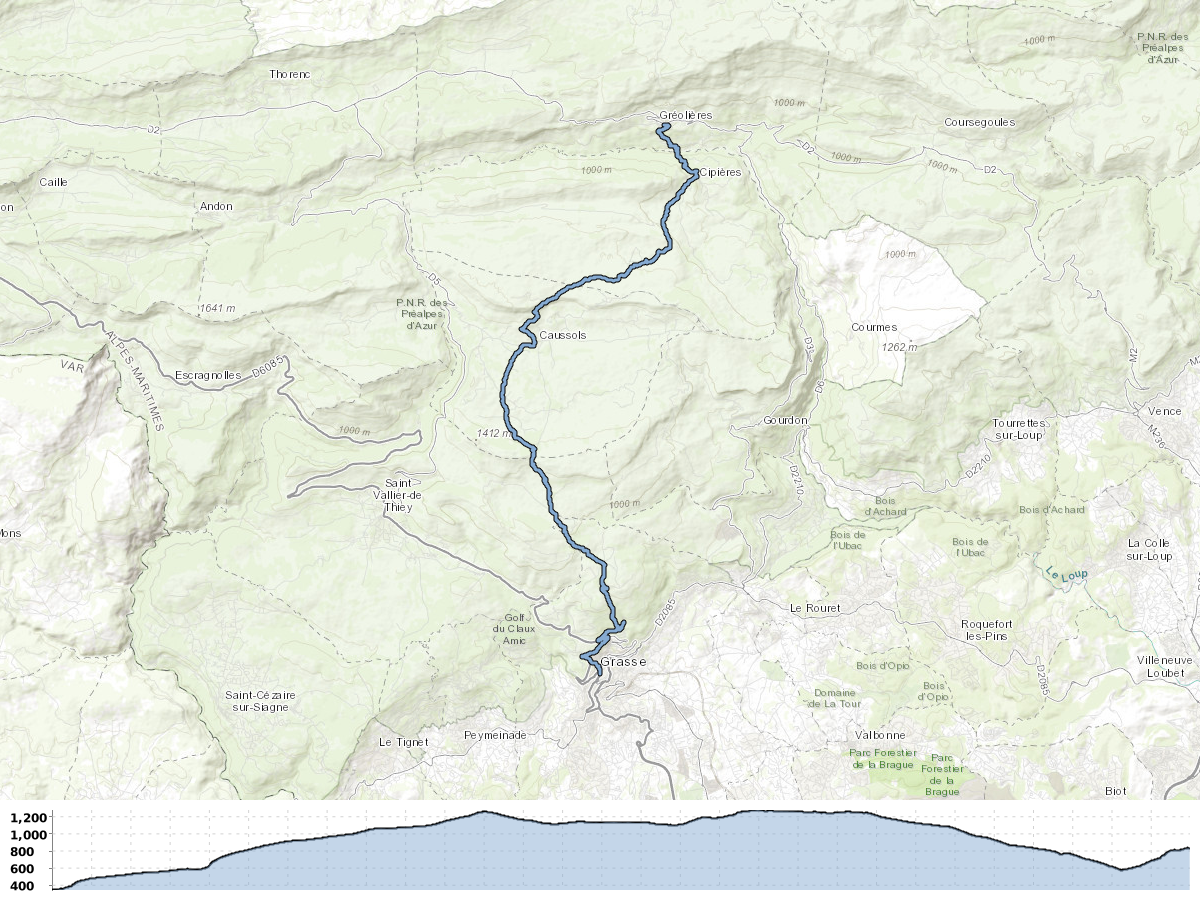 1000 m
P.N.R. des
Préalpes
d'Azur
Thorenc
1000 m
Gréolières
Coursegoules
D2
D2
1000 m
1000 m
D2
1000 m
Cipières
Caille
on
Andon
1000 m
D5
P.N.R. des
Préalpes
d'Azur
1641 m
Courmes
1262 m
Caussols
ALPES-MARITIMES
VAR
D6085
Escragnolles
D6
M2
Vence
M236
Gourdon
Tourrettes
sur-Loup
1000 m
1412 m
D2210
D2210
Saint
Vallier-de
Thiey
1000 m
Bois
d'Achard
Bois d'Achard
Mons
Bois de
l'Ubac
Bois de
l'Ubac
La Colle
sur-Loup
Le Loup
Le Rouret
D2085
Golf
du Claux
Amic
Roquefort
les-Pins
Grasse
Bois d'Opio
Villeneuve
Loubet
D2085
Saint-Cézaire
sur-Siagne
Domaine
de La Tour
Bois
d'Opio
Le Tignet
Peymeinade
Valbonne
Parc Forestier
de la Brague
Parc
Forestier
de la
Brague
Biot
1,200
1,000
800
600
400